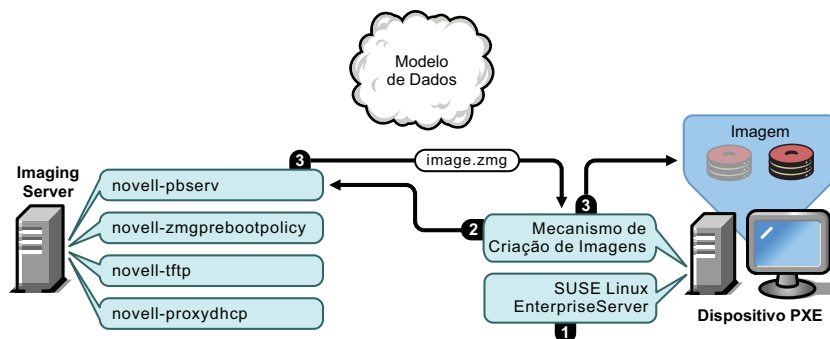 Modelo
de Dados
Imagem
3
image.zmg
Imaging
Server
novell-pbserv
3
2
Mecanismo de
Criação de Imagens
novell-zmgprebootpolicy
novell-tftp
SUSE Linux
EnterpriseServer
novell-proxydhcp
Dispositivo PXE
1